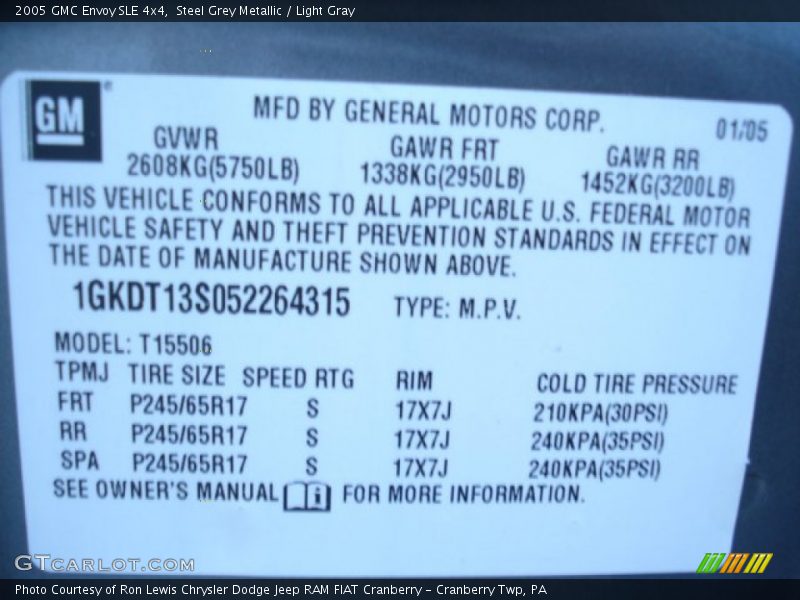 2005 GMC Envoy SLE 4x4, Steel Grey Metallic / Light Gray
GM
MFD BY GENERAL MOTORS CORP.
01/05
GVWR GAWR FRT GAWR RR
2608KG(5750LB) 1338KG(2950LB) 1452KG(3200LB)
THIS VEHICLE CONFORMS TO ALL APPLICABLE U.S. FEDERAL MOTOR
VEHICLE SAFETY AND THEFT PREVENTION STANDARDS IN EFFECT ON
THE DATE OF MANUFACTURE SHOWN ABOVE.
1GKDT13S052264315 TYPE: M.P.V.
MODEL: T15506
TPMJ TIRE SIZE SPEED RTG RIM COLD TIRE PRESSURE
FRT P245/65R17 S 17X7J 210KPA(30PSI)
RR P245/65R17 S 17X7J 240KPA(35PSI)
SPA P245/65R17 S 17X7J 240KPA(35PSI)
SEE OWNER'S MANUAL i FOR MORE INFORMATION.
GTCARLOT.COM
Photo Courtesy of Ron Lewis Chrysler Dodge Jeep RAM FIAT Cranberry – Cranberry Twp, PA